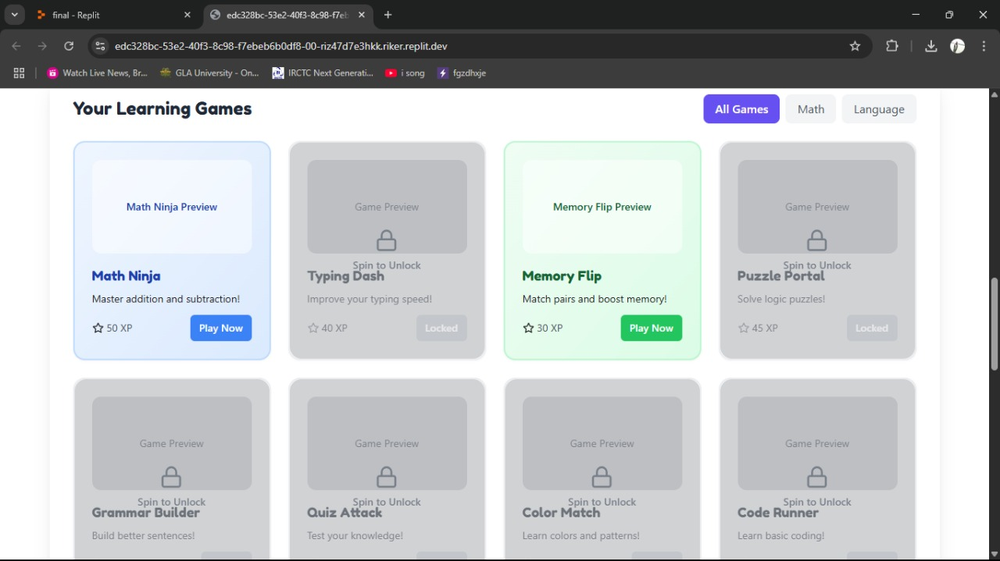 final - Replit
edc328bc-53e2-40f3-8c98-f7eb
edc328bc-53e2-40f3-8c98-f7ebeb6b0df8-00-riz47d7e3hkk.riker.replit.dev
Watch Live News, Br... GLA University - On... IRCTC Next Generati... i song fgzdhxje
Your Learning Games
All Games Math Language
Math Ninja Preview
Math Ninja
Master addition and subtraction!
50 XP Play Now
Game Preview
Spin to Unlock
Typing Dash
Improve your typing speed!
40 XP Locked
Memory Flip Preview
Memory Flip
Match pairs and boost memory!
30 XP Play Now
Game Preview
Spin to Unlock
Puzzle Portal
Solve logic puzzles!
45 XP Locked
Game Preview
Spin to Unlock
Grammar Builder
Build better sentences!
Game Preview
Spin to Unlock
Quiz Attack
Test your knowledge!
Game Preview
Spin to Unlock
Color Match
Learn colors and patterns!
Game Preview
Spin to Unlock
Code Runner
Learn basic coding!